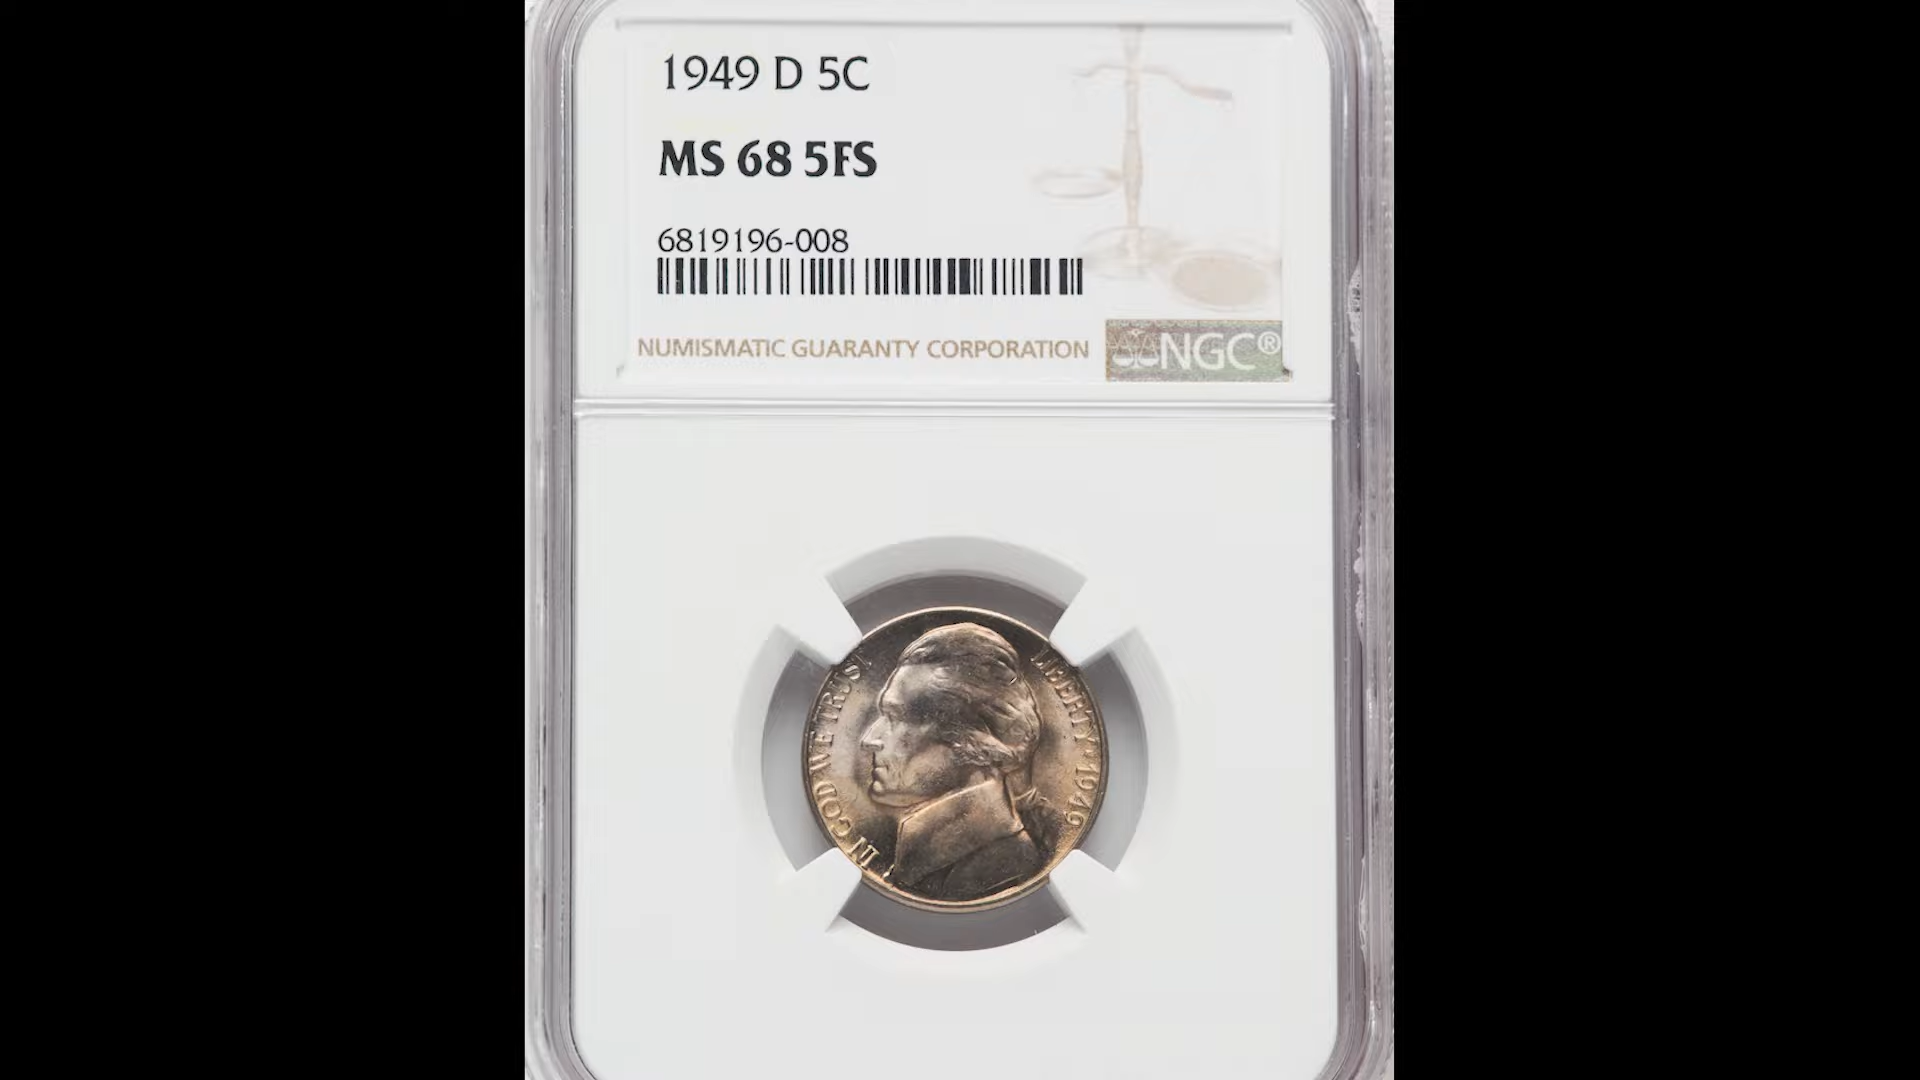 1949 D 5C
MS 68 5FS
6819196-008
NUMISMATIC GUARANTY CORPORATION
NGC®
IN GOD WE TRUST
LIBERTY 1949